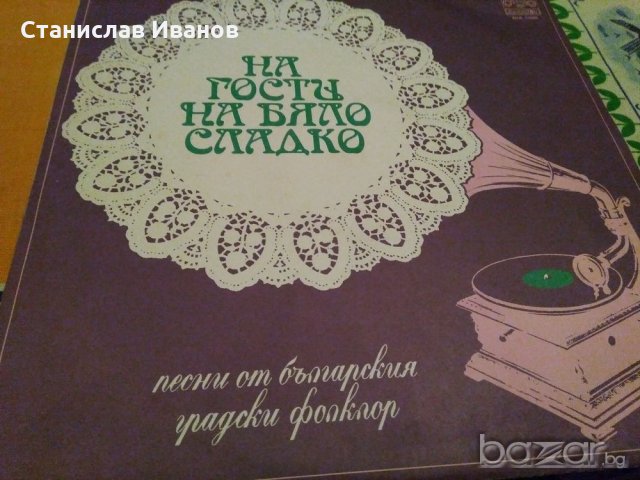 Станислав Иванов
НА
ГОСТИ
НА БЯЛО
СЛАДКО
песни от българския
градски фолклор
bazar.bg